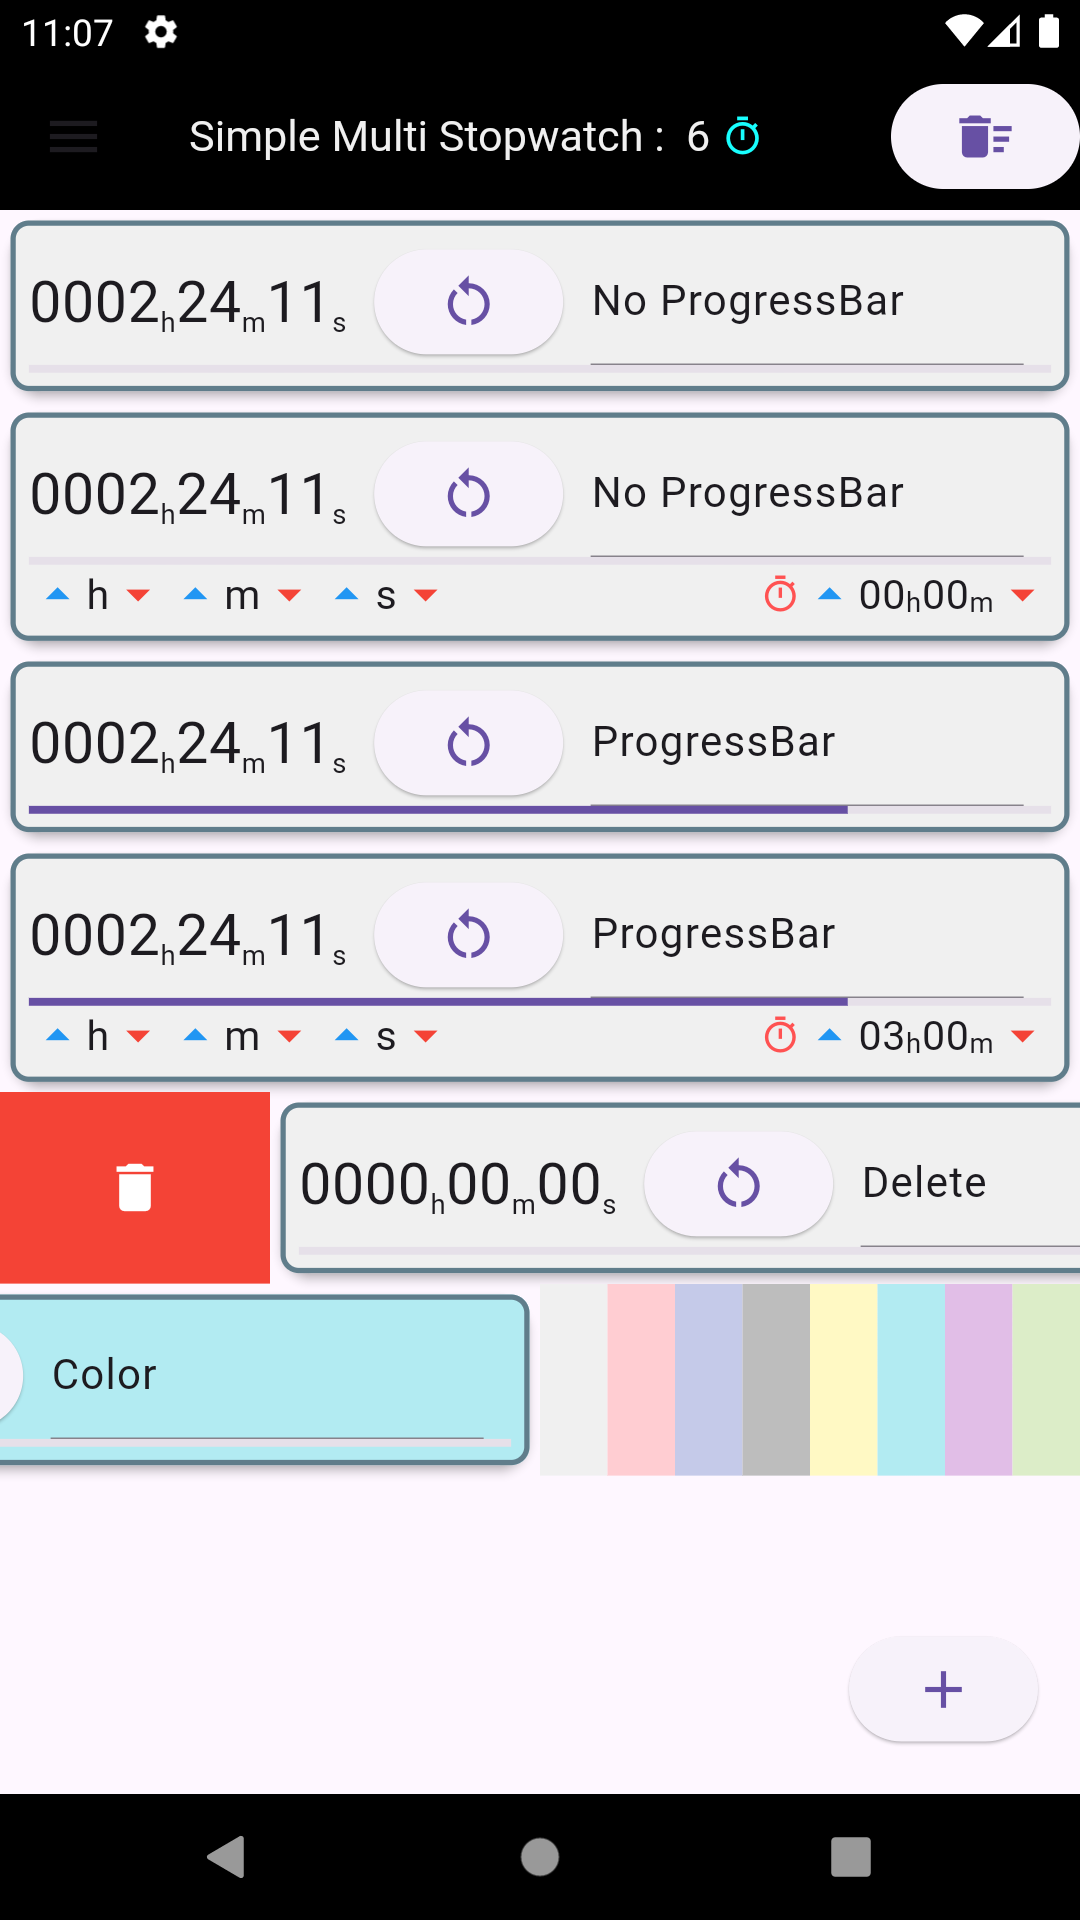 11:07
Simple Multi Stopwatch : 6
0002h24m11s No ProgressBar
0002h24m11s No ProgressBar
h m s 00h00m
0002h24m11s ProgressBar
0002h24m11s ProgressBar
h m s 03h00m
0000h00m00s Delete
Color